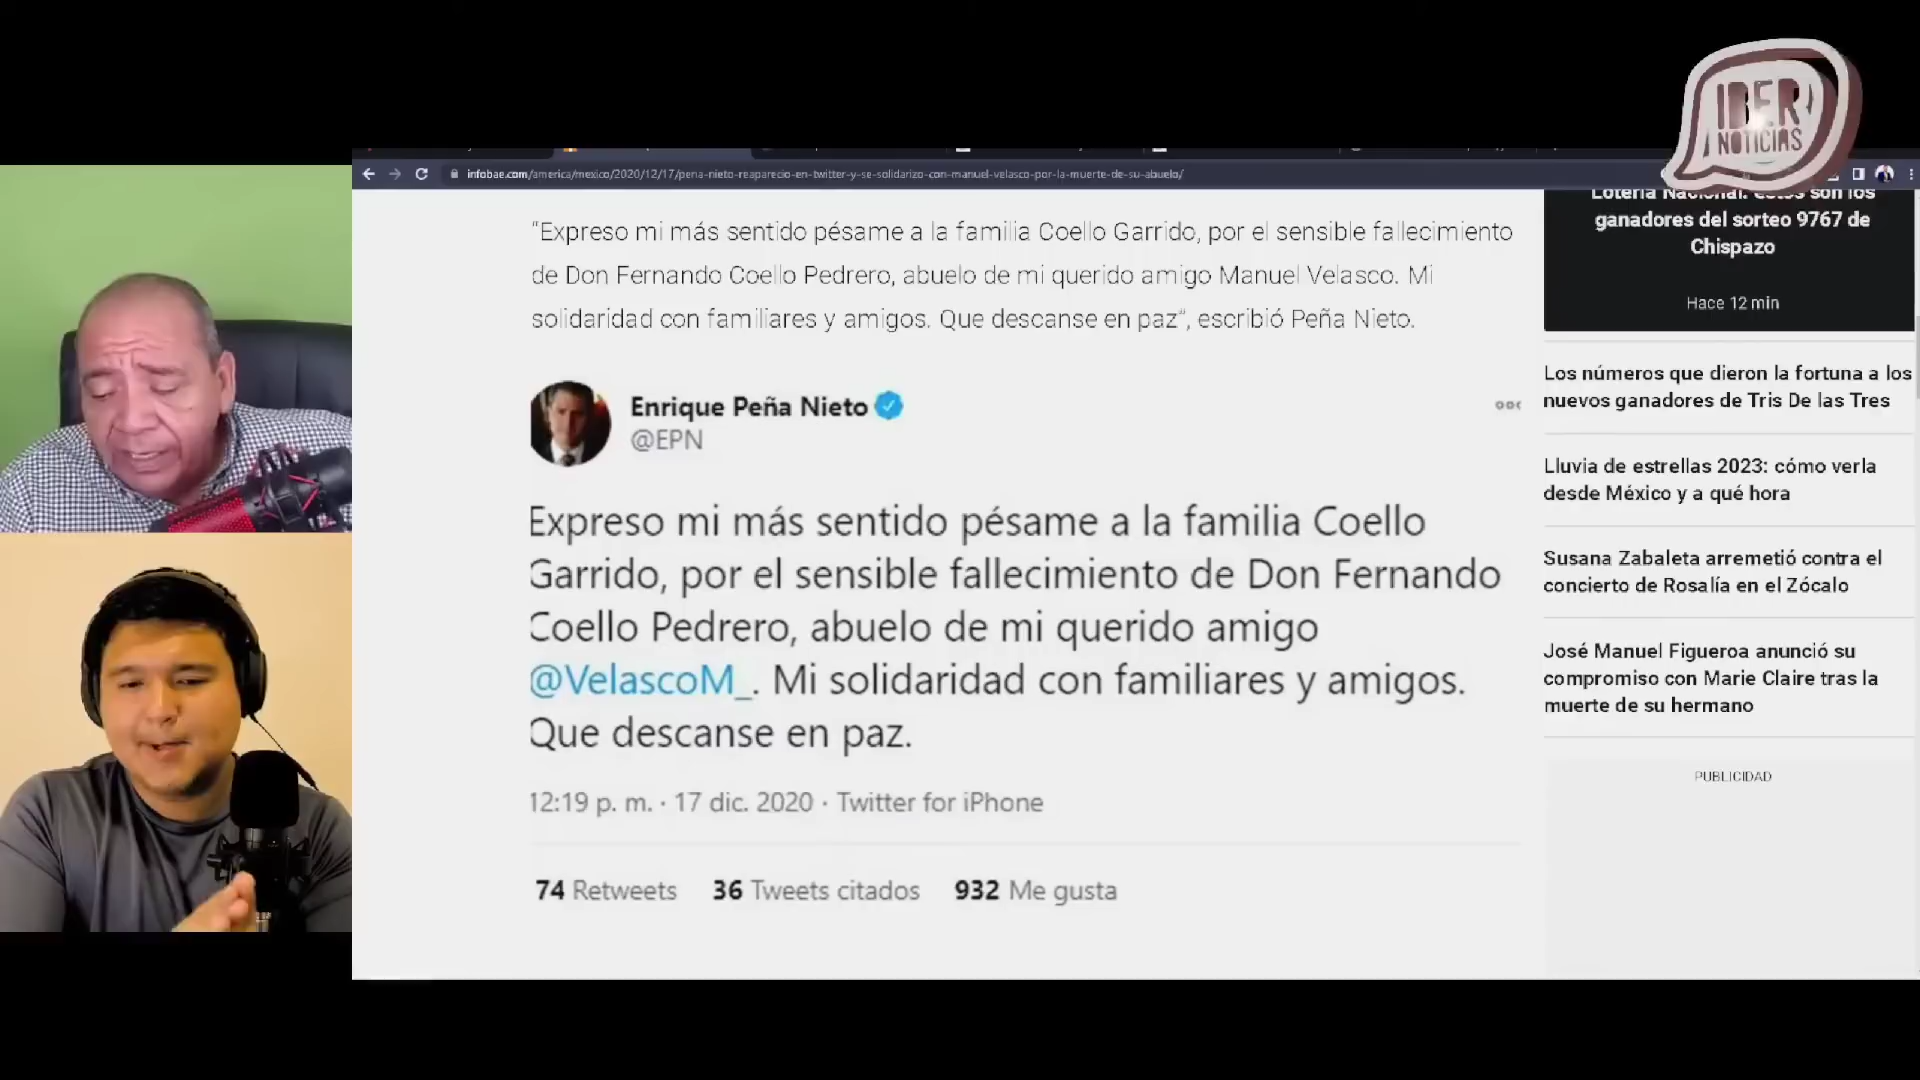 IBER
NOTICIAS
infobae.com/america/mexico/2020/12/17/pena-nieto-reaparecio-en-twitter-y-se-solidarizo-con-manuel-velasco-por-la-muerte-de-su-abuelo/
“Expreso mi más sentido pésame a la familia Coello Garrido, por el sensible fallecimiento
de Don Fernando Coello Pedrero, abuelo de mi querido amigo Manuel Velasco. Mi
solidaridad con familiares y amigos. Que descanse en paz”, escribió Peña Nieto.
Enrique Peña Nieto
@EPN
Expreso mi más sentido pésame a la familia Coello
Garrido, por el sensible fallecimiento de Don Fernando
Coello Pedrero, abuelo de mi querido amigo
@VelascoM_. Mi solidaridad con familiares y amigos.
Que descanse en paz.
12:19 p. m. · 17 dic. 2020 · Twitter for iPhone
74 Retweets 36 Tweets citados 932 Me gusta
Lotería Nacional: estos son los
ganadores del sorteo 9767 de
Chispazo
Hace 12 min
Los números que dieron la fortuna a los
nuevos ganadores de Tris De las Tres
Lluvia de estrellas 2023: cómo verla
desde México y a qué hora
Susana Zabaleta arremetió contra el
concierto de Rosalía en el Zócalo
José Manuel Figueroa anunció su
compromiso con Marie Claire tras la
muerte de su hermano
PUBLICIDAD